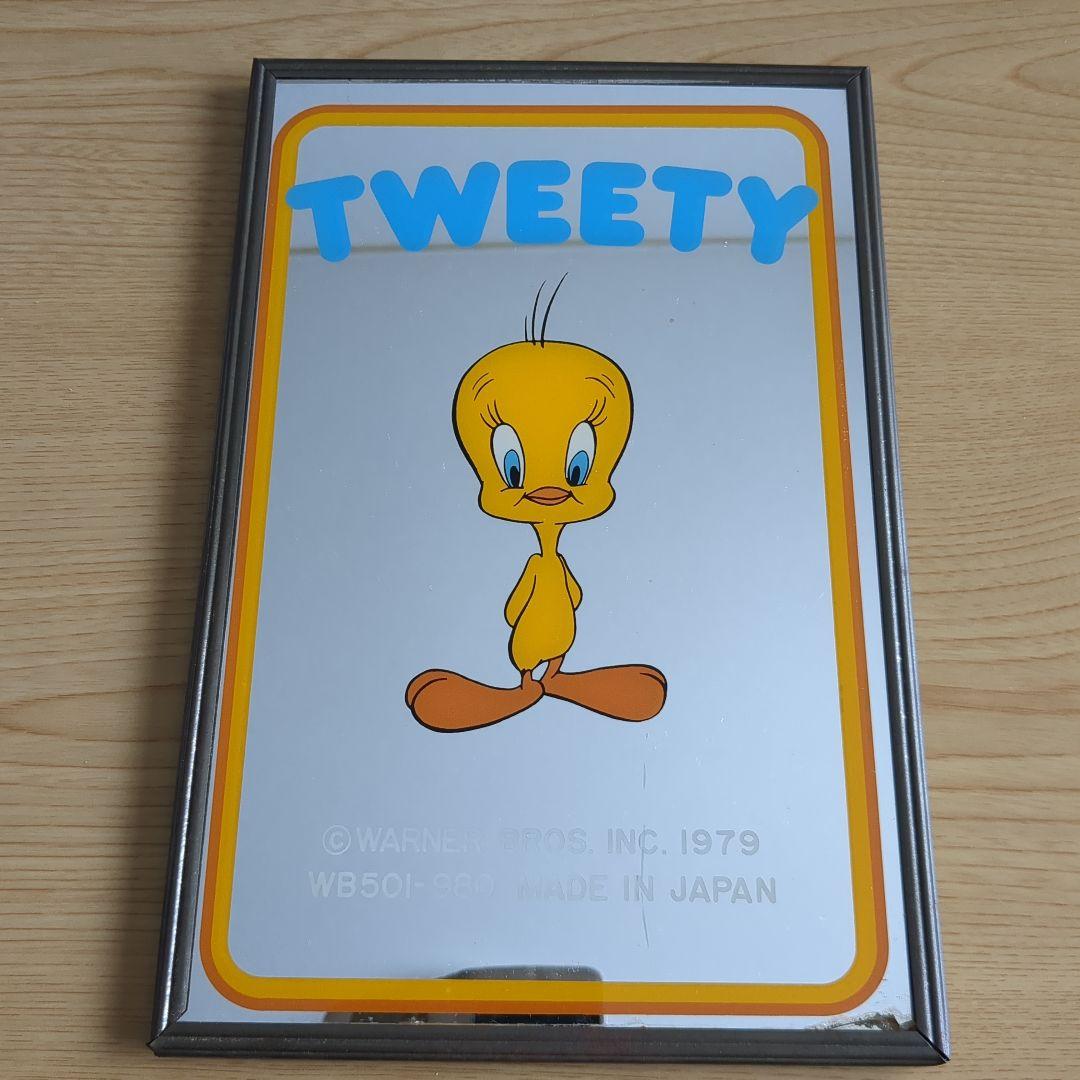 TWEETY
© WARNER BROS. INC. 1979
WB501-980 MADE IN JAPAN